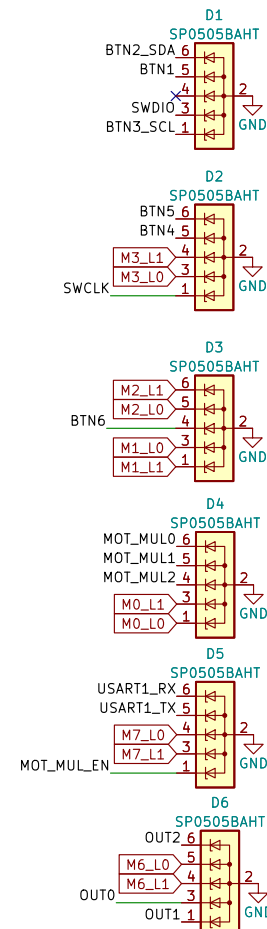 D1
SP0505BAHT
BTN2_SDA 6
BTN1 5
4 2
SWDIO 3 GND
BTN3_SCL 1
D2
SP0505BAHT
BTN5 6
BTN4 5
M3_L1 4 2
M3_L0 3 GND
SWCLK 1
D3
SP0505BAHT
M2_L1 6
M2_L0 5
BTN6 4 2
M1_L0 3 GND
M1_L1 1
D4
SP0505BAHT
MOT_MUL0 6
MOT_MUL1 5
MOT_MUL2 4 2
M0_L1 3 GND
M0_L0 1
D5
SP0505BAHT
USART1_RX 6
USART1_TX 5
M7_L0 4 2
M7_L1 3 GND
MOT_MUL_EN 1
D6
SP0505BAHT
OUT2 6
M6_L0 5
M6_L1 4 2
OUT0 3 GND
OUT1 1